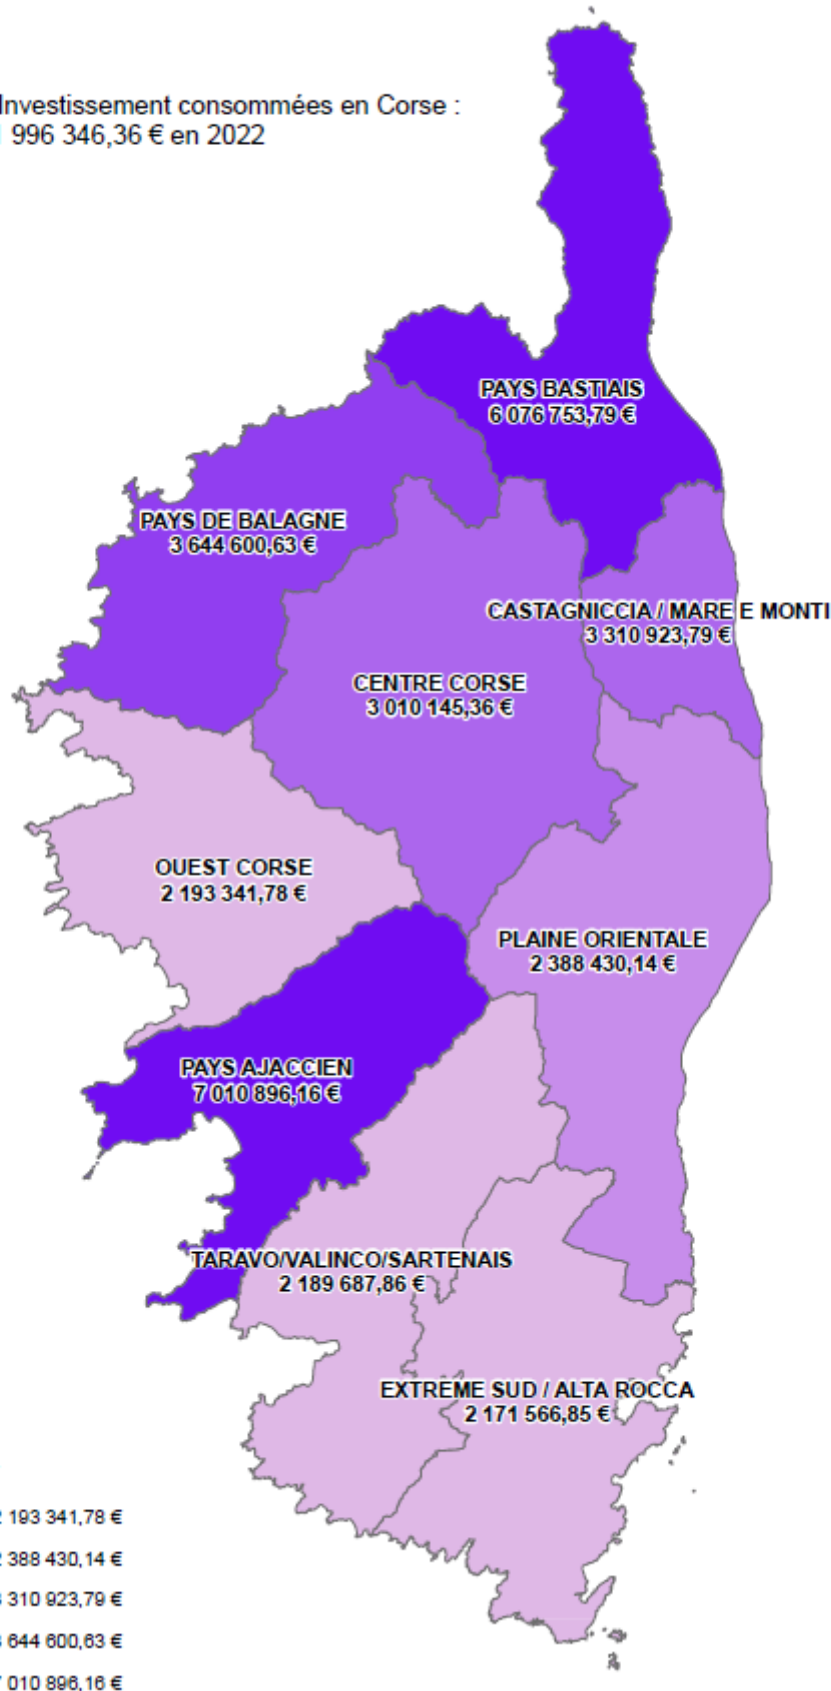 Investissement consommées en Corse :
996 346,36 € en 2022
PAYS BASTIAIS
6 076 753,79 €
PAYS DE BALAGNE
3 644 600,63 €
CASTAGNICCIA / MARE E MONTI
3 310 923,79 €
CENTRE CORSE
3 010 145,36 €
OUEST CORSE
2 193 341,78 €
PLAINE ORIENTALE
2 388 430,14 €
PAYS AJACCIEN
7 010 896,16 €
TARAVO/VALINCO/SARTENAIS
2 189 687,86 €
EXTREME SUD / ALTA ROCCA
2 171 566,85 €
2 193 341,78 €
2 388 430,14 €
3 310 923,79 €
3 644 600,63 €
7 010 896,16 €